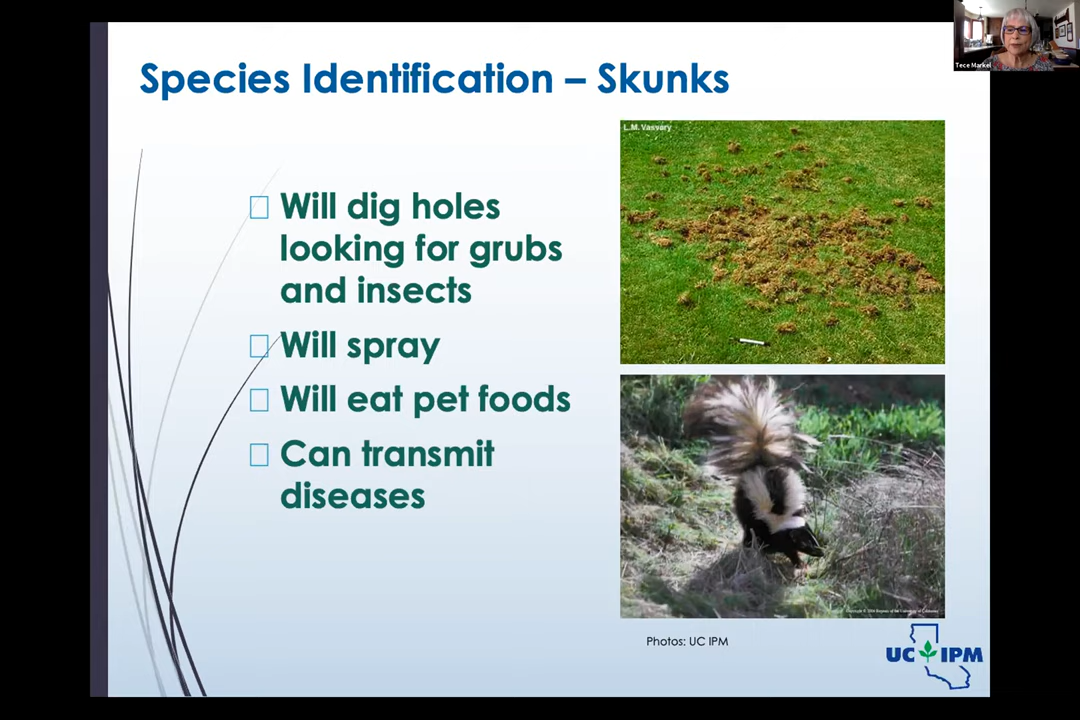 Tece Markel
Species Identification – Skunks
L.M. Vassary
Will dig holes
looking for grubs
and insects
Will spray
Will eat pet foods
Can transmit
diseases
Photos: UC IPM
UC IPM